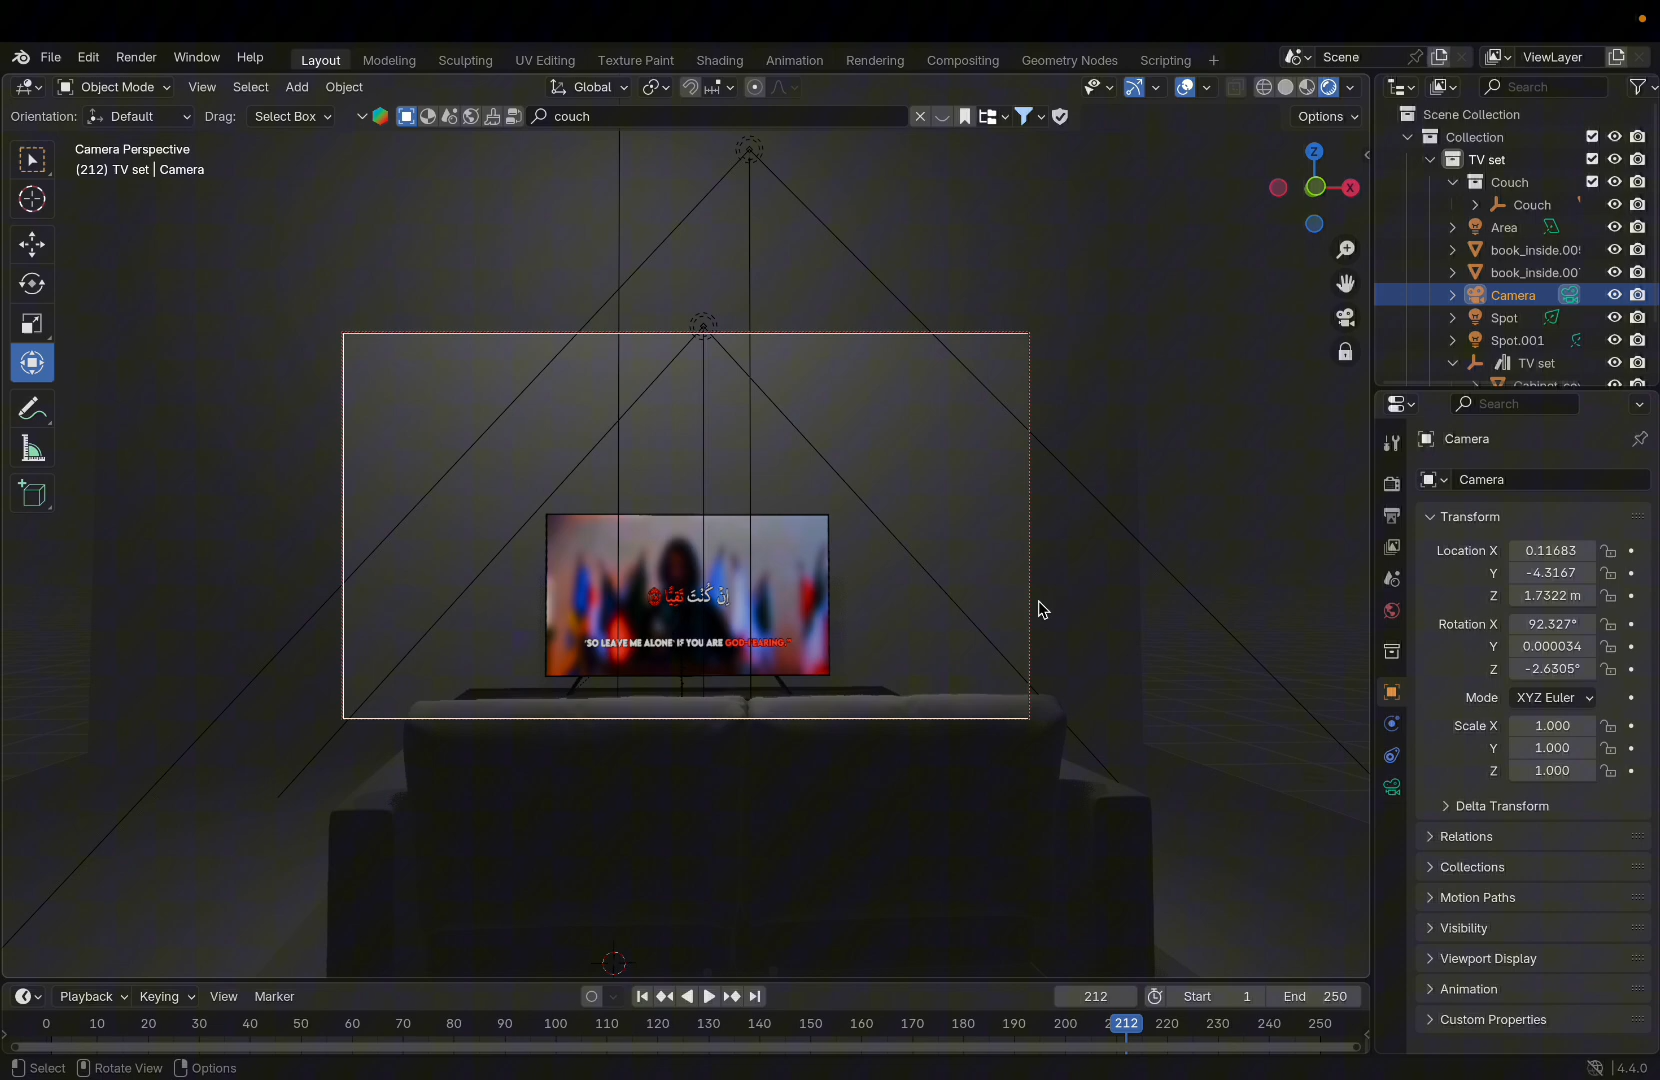 File Edit Render Window Help
Layout Modeling Sculpting UV Editing Texture Paint Shading Animation Rendering Compositing Geometry Nodes Scripting +
Scene ViewLayer
Object Mode View Select Add Object
Global
Search
Orientation: Default Drag: Select Box
couch
Options
Camera Perspective
(212) TV set | Camera
Z
X
Scene Collection
Collection
TV set
Couch
Couch
Area
book_inside.00
book_inside.00
Camera
Spot
Spot.001
TV set
Search
Camera
Camera
Transform
Location X 0.11683
Y -4.3167
Z 1.7322 m
Rotation X 92.327°
Y 0.000034
Z -2.6305°
Mode XYZ Euler
Scale X 1.000
Y 1.000
Z 1.000
Delta Transform
Relations
Collections
Motion Paths
Visibility
Viewport Display
Animation
Custom Properties
إِن كُنتَ تَقِيًّا
"SO LEAVE ME ALONE" IF YOU ARE GOD-FEARING."
Playback Keying View Marker
212 Start 1 End 250
0 10 20 30 40 50 60 70 80 90 100 110 120 130 140 150 160 170 180 190 200 212 220 230 240 250
Select Rotate View Options
4.4.0